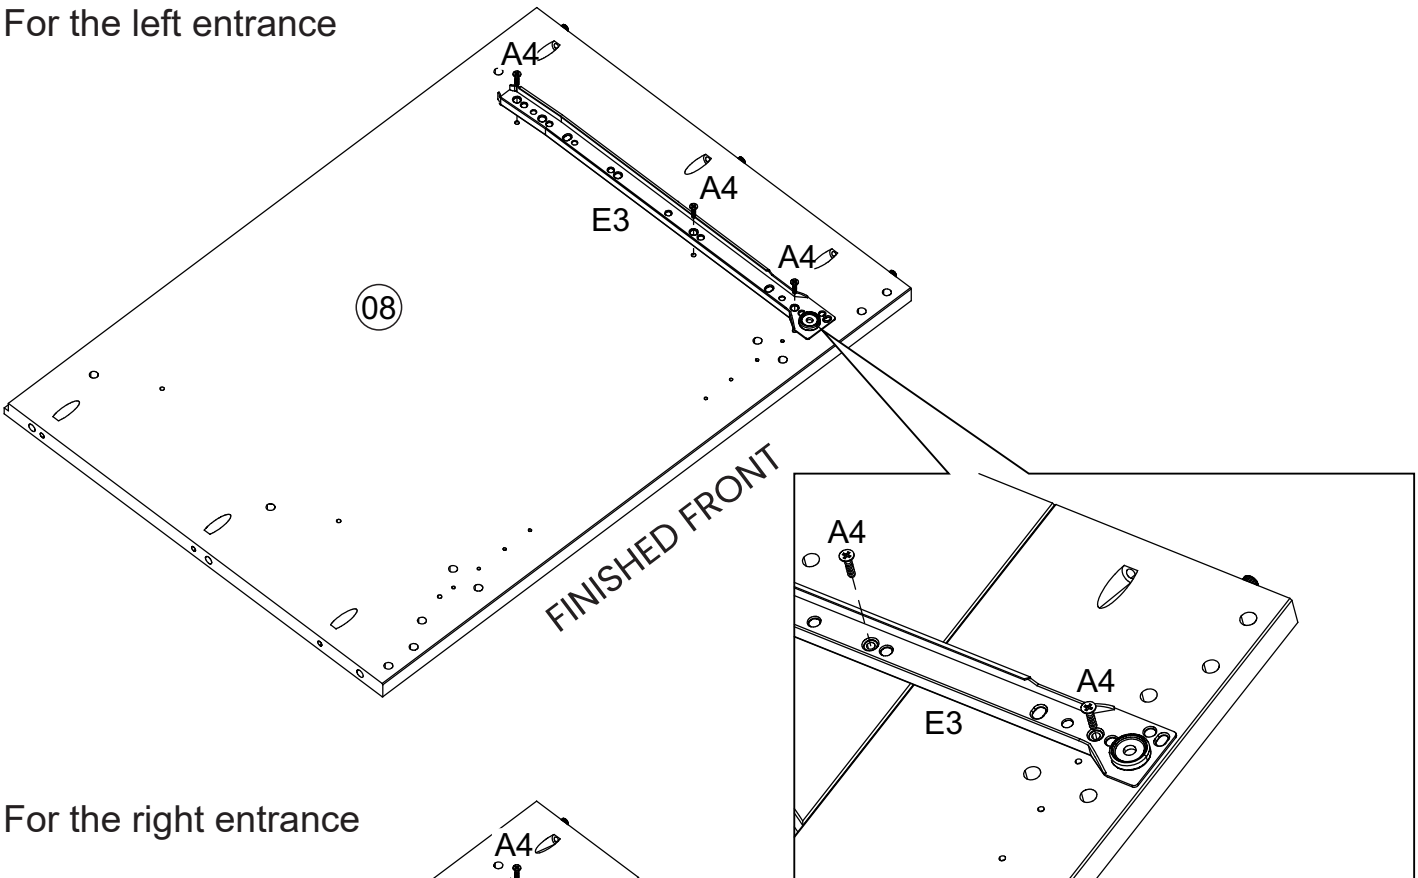 For the left entrance
A4
A4
E3
A4
08
FINISHED FRONT
A4
A4
E3
For the right entrance
A4